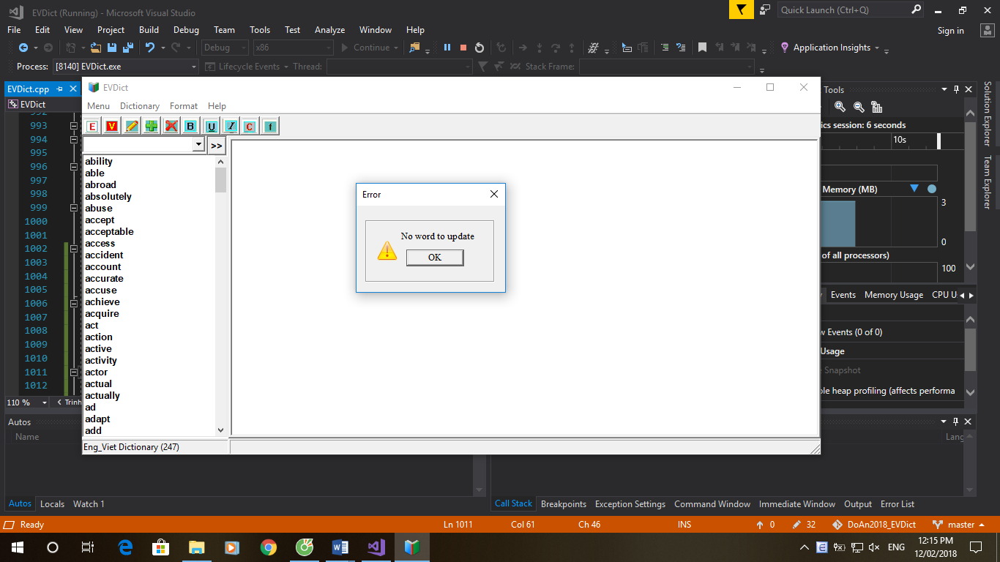 EVDict (Running) - Microsoft Visual Studio
Quick Launch (Ctrl+Q)
File Edit View Project Build Debug Team Tools Test Analyze Window Help
Sign in
Debug x86 Continue Application Insights
Process: [8140] EVDict.exe Lifecycle Events Thread: Stack Frame:
EVDict.cpp
EVDict
992
993
994
995
996
997
998
999
1000
1001
1002
1003
1004
1005
1006
1007
1008
1009
1010
1011
1012
110 %
EVDict
Menu Dictionary Format Help
E V B U I C f
>>
ability
able
abroad
absolutely
abuse
accept
acceptable
access
accident
account
accurate
accuse
achieve
acquire
act
action
active
activity
actor
actual
actually
ad
adapt
add
Eng_Viet Dictionary (247)
Error
No word to update
OK
Tools
ics session: 6 seconds
10s
Memory (MB)
3
0
of all processors)
100
Events Memory Usage CPU U
w Events (0 of 0)
Usage
Snapshot
ble heap profiling (affects performa
Solution Explorer
Team Explorer
Autos
Name
Lang
Autos Locals Watch 1
Call Stack Breakpoints Exception Settings Command Window Immediate Window Output Error List
Ready Ln 1011 Col 61 Ch 46 INS 0 32 DoAn2018_EVDict master
ENG
12:15 PM
12/02/2018